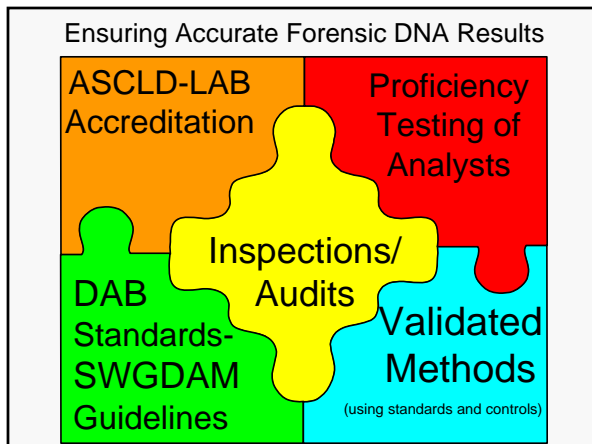 Ensuring Accurate Forensic DNA Results
ASCLD-LAB
Accreditation
Proficiency
Testing of
Analysts
Inspections/
Audits
DAB
Standards-
SWGDAM
Guidelines
Validated
Methods
(using standards and controls)